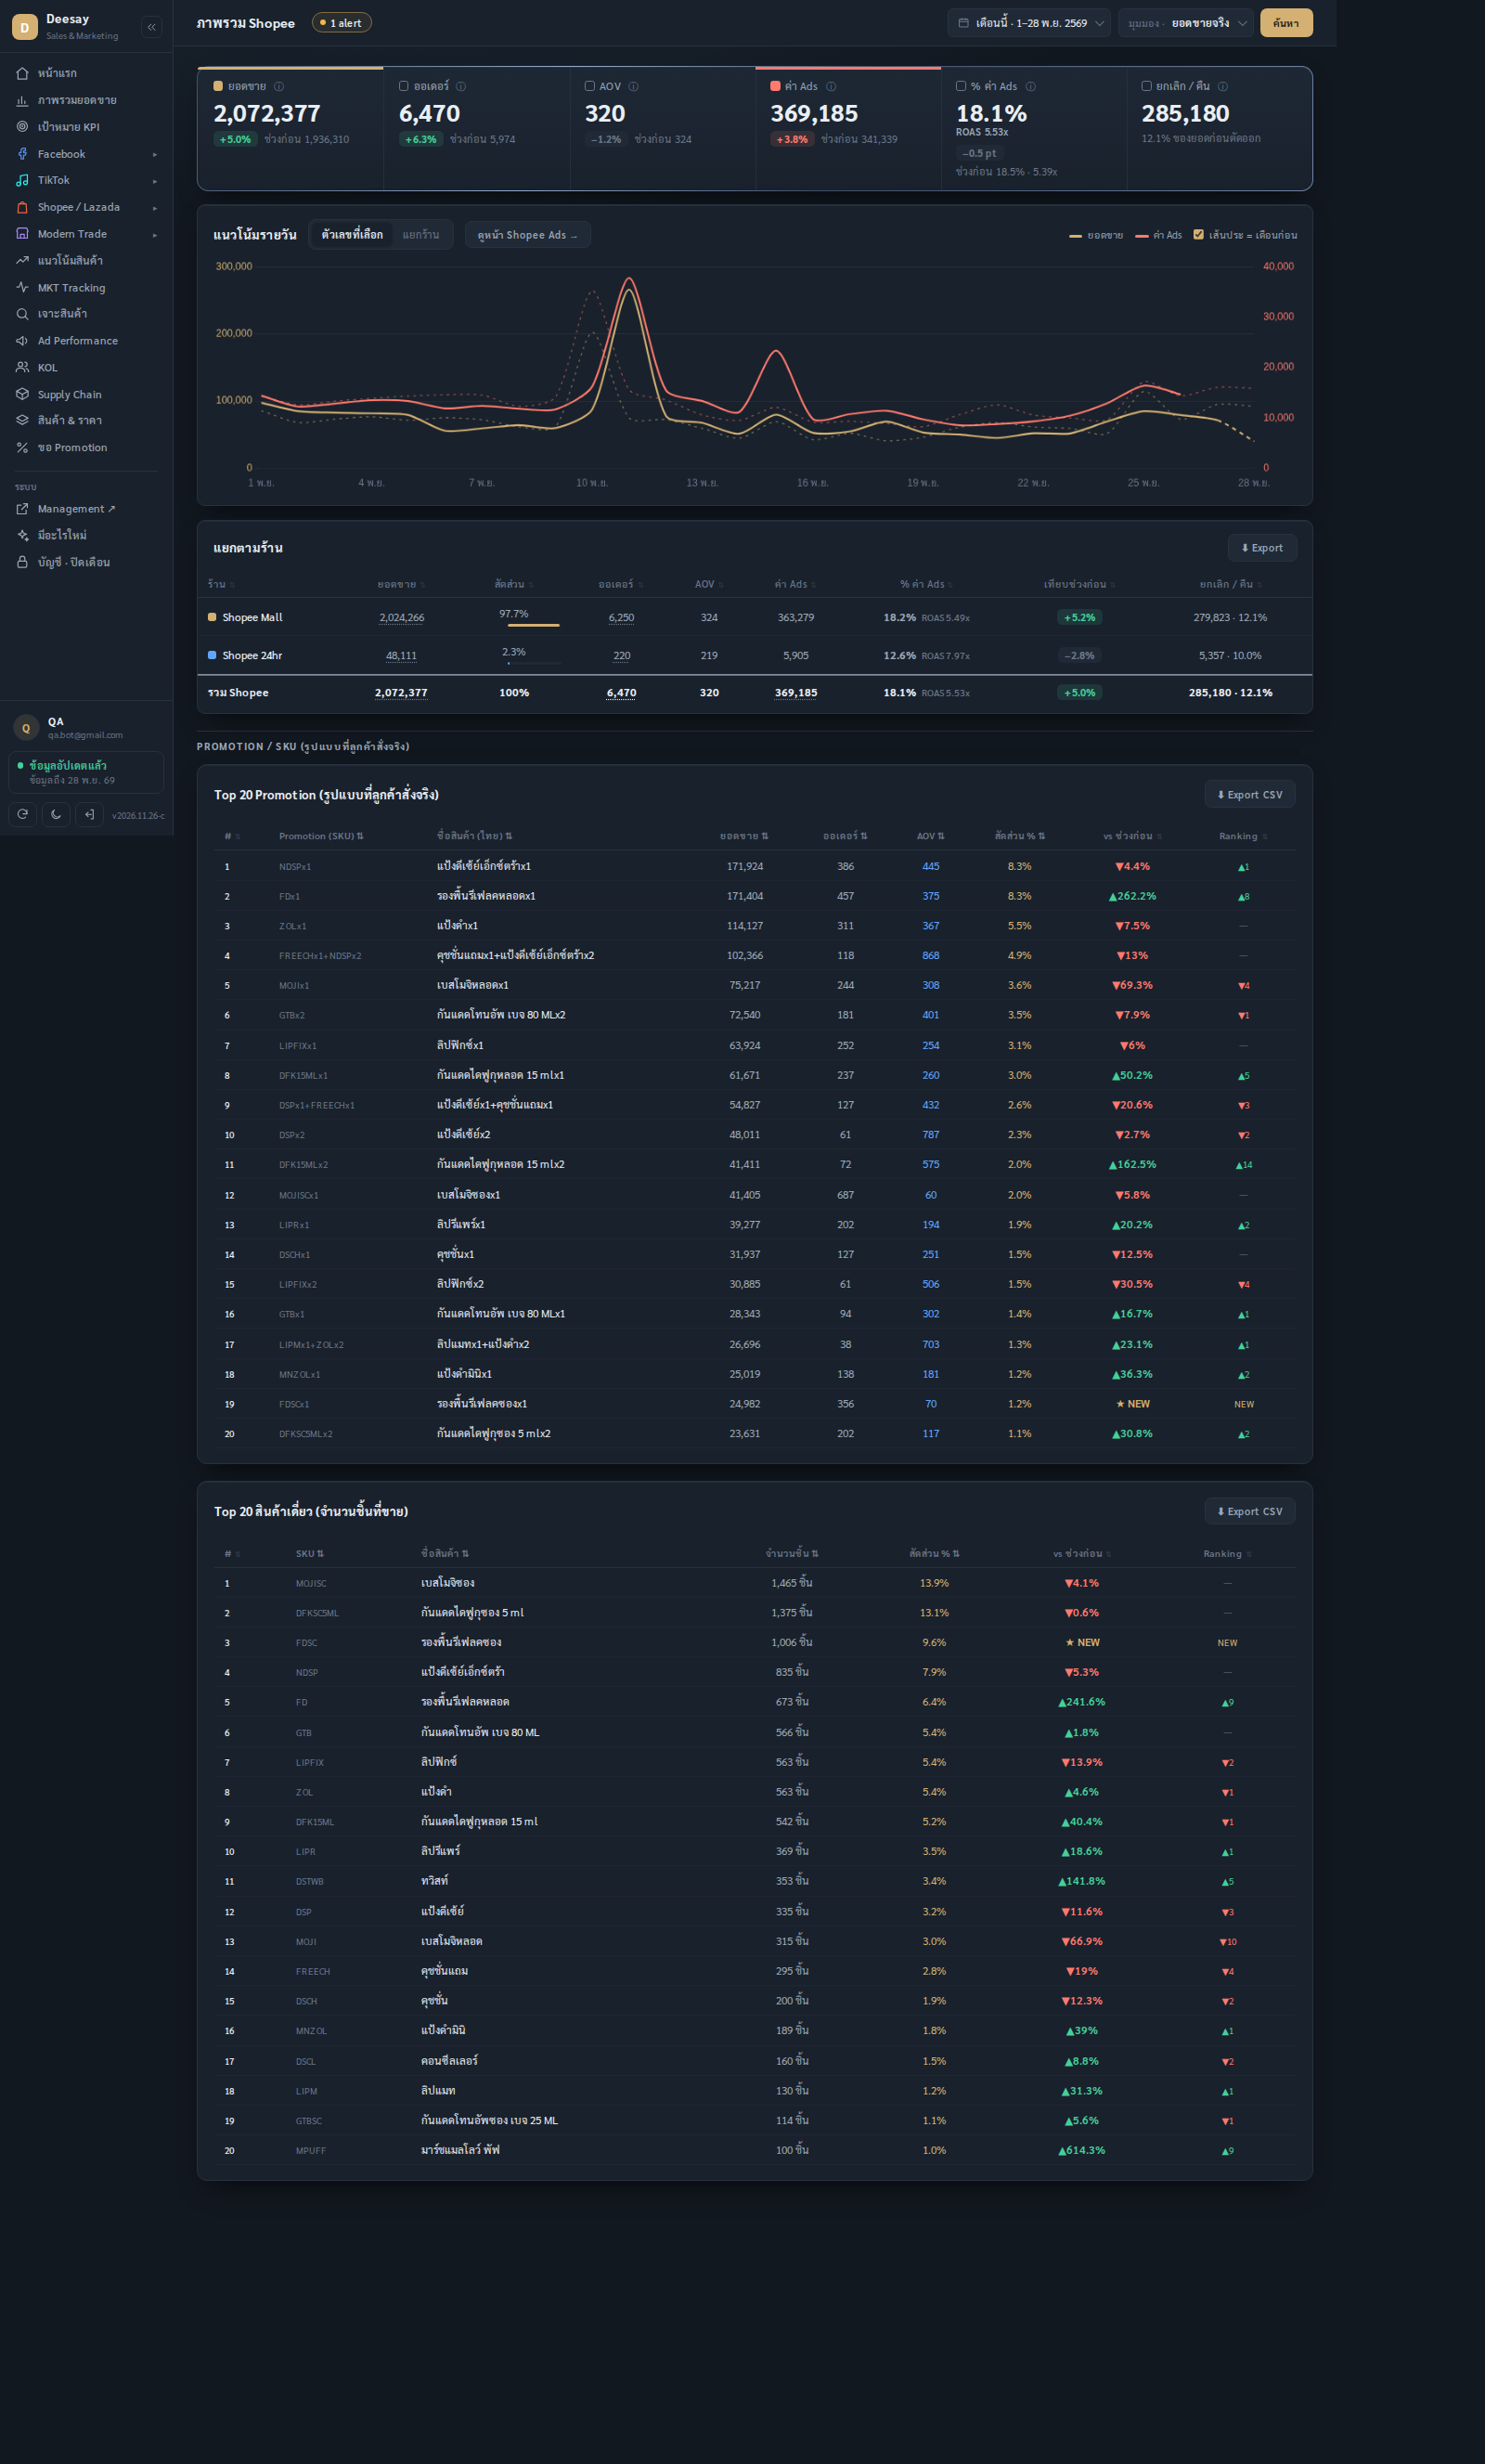 D Deesay
Sales & Marketing
หน้าแรก
ภาพรวมยอดขาย
เป้าหมาย KPI
Facebook
TikTok
Shopee / Lazada
Modern Trade
แนวโน้มสินค้า
MKT Tracking
เจาะสินค้า
Ad Performance
KOL
Supply Chain
สินค้า & ราคา
ขอ Promotion
ระบบ
Management ↗
มีอะไรใหม่
บัญชี · ปิดเดือน
Q QA
qa.bot@gmail.com
ข้อมูลอัปเดตแล้ว
ข้อมูลถึง 28 พ.ย. 69
v2026.11.26-c
ภาพรวม Shopee 1 alert เดือนนี้ · 1–28 พ.ย. 2569 มุมมอง · ยอดขายจริง ค้นหา
ยอดขาย ⓘ
2,072,377
+5.0% ช่วงก่อน 1,936,310
ออเดอร์ ⓘ
6,470
+6.3% ช่วงก่อน 5,974
AOV ⓘ
320
−1.2% ช่วงก่อน 324
ค่า Ads ⓘ
369,185
+3.8% ช่วงก่อน 341,339
% ค่า Ads ⓘ
18.1%
ROAS 5.53x
−0.5 pt
ช่วงก่อน 18.5% · 5.39x
ยกเลิก / คืน ⓘ
285,180
12.1% ของยอดก่อนตัดออก
แนวโน้มรายวัน ตัวเลขที่เลือก แยกร้าน ดูหน้า Shopee Ads → ยอดขาย ค่า Ads เส้นประ = เดือนก่อน
300,000 40,000
30,000
200,000
20,000
100,000
10,000
0 0
1 พ.ย. 4 พ.ย. 7 พ.ย. 10 พ.ย. 13 พ.ย. 16 พ.ย. 19 พ.ย. 22 พ.ย. 25 พ.ย. 28 พ.ย.
แยกตามร้าน ⬇ Export
ร้าน ⇅ ยอดขาย ⇅ สัดส่วน ⇅ ออเดอร์ ⇅ AOV ⇅ ค่า Ads ⇅ % ค่า Ads ⇅ เทียบช่วงก่อน ⇅ ยกเลิก / คืน ⇅
Shopee Mall 2,024,266 97.7% 6,250 324 363,279 18.2% ROAS 5.49x +5.2% 279,823 · 12.1%
Shopee 24hr 48,111 2.3% 220 219 5,905 12.6% ROAS 7.97x −2.8% 5,357 · 10.0%
รวม Shopee 2,072,377 100% 6,470 320 369,185 18.1% ROAS 5.53x +5.0% 285,180 · 12.1%
PROMOTION / SKU (รูปแบบที่ลูกค้าสั่งจริง)
Top 20 Promotion (รูปแบบที่ลูกค้าสั่งจริง) ⬇ Export CSV
# ⇅ Promotion (SKU) ⇅ ชื่อสินค้า (ไทย) ⇅ ยอดขาย ⇅ ออเดอร์ ⇅ AOV ⇅ สัดส่วน % ⇅ vs ช่วงก่อน ⇅ Ranking ⇅
1 NDSPx1 แป้งดีเซ้ย์เอ็กซ์ตร้าx1 171,924 386 445 8.3% ▼4.4% ▲1
2 FDx1 รองพื้นรีเฟลคหลอดx1 171,404 457 375 8.3% ▲262.2% ▲8
3 ZOLx1 แป้งดำx1 114,127 311 367 5.5% ▼7.5% —
4 FREECHx1+NDSPx2 คุชชั่นแถมx1+แป้งดีเซ้ย์เอ็กซ์ตร้าx2 102,366 118 868 4.9% ▼13% —
5 MOJIx1 เบสโมจิหลอดx1 75,217 244 308 3.6% ▼69.3% ▼4
6 GTBx2 กันแดดโทนอัพ เบจ 80 MLx2 72,540 181 401 3.5% ▼7.9% ▼1
7 LIPFIXx1 ลิปฟิกซ์x1 63,924 252 254 3.1% ▼6% —
8 DFK15MLx1 กันแดดไดฟูกุหลอด 15 mlx1 61,671 237 260 3.0% ▲50.2% ▲5
9 DSPx1+FREECHx1 แป้งดีเซ้ย์x1+คุชชั่นแถมx1 54,827 127 432 2.6% ▼20.6% ▼3
10 DSPx2 แป้งดีเซ้ย์x2 48,011 61 787 2.3% ▼2.7% ▼2
11 DFK15MLx2 กันแดดไดฟูกุหลอด 15 mlx2 41,411 72 575 2.0% ▲162.5% ▲14
12 MOJISCx1 เบสโมจิซองx1 41,405 687 60 2.0% ▼5.8% —
13 LIPRx1 ลิปรีแพร์x1 39,277 202 194 1.9% ▲20.2% ▲2
14 DSCHx1 คุชชั่นx1 31,937 127 251 1.5% ▼12.5% —
15 LIPFIXx2 ลิปฟิกซ์x2 30,885 61 506 1.5% ▼30.5% ▼4
16 GTBx1 กันแดดโทนอัพ เบจ 80 MLx1 28,343 94 302 1.4% ▲16.7% ▲1
17 LIPMx1+ZOLx2 ลิปแมทx1+แป้งดำx2 26,696 38 703 1.3% ▲23.1% ▲1
18 MNZOLx1 แป้งดำมินิx1 25,019 138 181 1.2% ▲36.3% ▲2
19 FDSCx1 รองพื้นรีเฟลคซองx1 24,982 356 70 1.2% ★ NEW NEW
20 DFKSC5MLx2 กันแดดไดฟูกุซอง 5 mlx2 23,631 202 117 1.1% ▲30.8% ▲2
Top 20 สินค้าเดี่ยว (จำนวนชิ้นที่ขาย) ⬇ Export CSV
# ⇅ SKU ⇅ ชื่อสินค้า ⇅ จำนวนชิ้น ⇅ สัดส่วน % ⇅ vs ช่วงก่อน ⇅ Ranking ⇅
1 MOJISC เบสโมจิซอง 1,465 ชิ้น 13.9% ▼4.1% —
2 DFKSC5ML กันแดดไดฟูกุซอง 5 ml 1,375 ชิ้น 13.1% ▼0.6% —
3 FDSC รองพื้นรีเฟลคซอง 1,006 ชิ้น 9.6% ★ NEW NEW
4 NDSP แป้งดีเซ้ย์เอ็กซ์ตร้า 835 ชิ้น 7.9% ▼5.3% —
5 FD รองพื้นรีเฟลคหลอด 673 ชิ้น 6.4% ▲241.6% ▲9
6 GTB กันแดดโทนอัพ เบจ 80 ML 566 ชิ้น 5.4% ▲1.8% —
7 LIPFIX ลิปฟิกซ์ 563 ชิ้น 5.4% ▼13.9% ▼2
8 ZOL แป้งดำ 563 ชิ้น 5.4% ▲4.6% ▼1
9 DFK15ML กันแดดไดฟูกุหลอด 15 ml 542 ชิ้น 5.2% ▲40.4% ▼1
10 LIPR ลิปรีแพร์ 369 ชิ้น 3.5% ▲18.6% ▲1
11 DSTWB ทวิสท์ 353 ชิ้น 3.4% ▲141.8% ▲5
12 DSP แป้งดีเซ้ย์ 335 ชิ้น 3.2% ▼11.6% ▼3
13 MOJI เบสโมจิหลอด 315 ชิ้น 3.0% ▼66.9% ▼10
14 FREECH คุชชั่นแถม 295 ชิ้น 2.8% ▼19% ▼4
15 DSCH คุชชั่น 200 ชิ้น 1.9% ▼12.3% ▼2
16 MNZOL แป้งดำมินิ 189 ชิ้น 1.8% ▲39% ▲1
17 DSCL คอนซีลเลอร์ 160 ชิ้น 1.5% ▲8.8% ▼2
18 LIPM ลิปแมท 130 ชิ้น 1.2% ▲31.3% ▲1
19 GTBSC กันแดดโทนอัพซอง เบจ 25 ML 114 ชิ้น 1.1% ▲5.6% ▼1
20 MPUFF มาร์ชแมลโลว์ พัฟ 100 ชิ้น 1.0% ▲614.3% ▲9